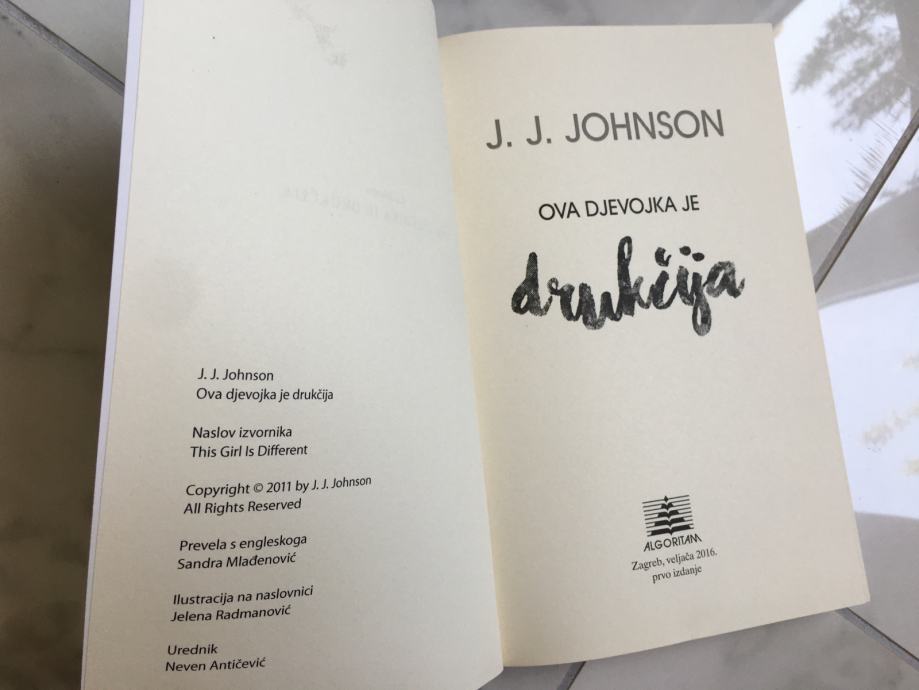 J. J. Johnson
Ova djevojka je drukčija
Naslov izvornika
This Girl Is Different
Copyright © 2011 by J. J. Johnson
All Rights Reserved
Prevela s engleskoga
Sandra Mlađenović
Ilustracija na naslovnici
Jelena Radmanović
Urednik
Neven Antičević
J. J. JOHNSON
OVA DJEVOJKA JE
drukčija
ALGORITAM
Zagreb, veljača 2016.
prvo izdanje